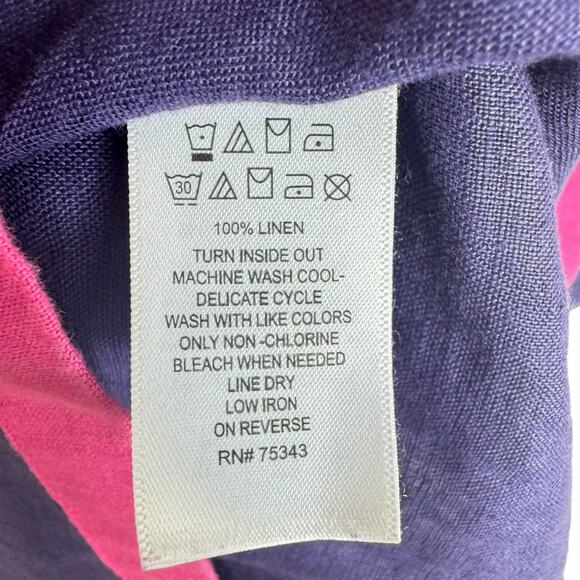 30
100% LINEN
TURN INSIDE OUT
MACHINE WASH COOL-
DELICATE CYCLE
WASH WITH LIKE COLORS
ONLY NON -CHLORINE
BLEACH WHEN NEEDED
LINE DRY
LOW IRON
ON REVERSE
RN# 75343